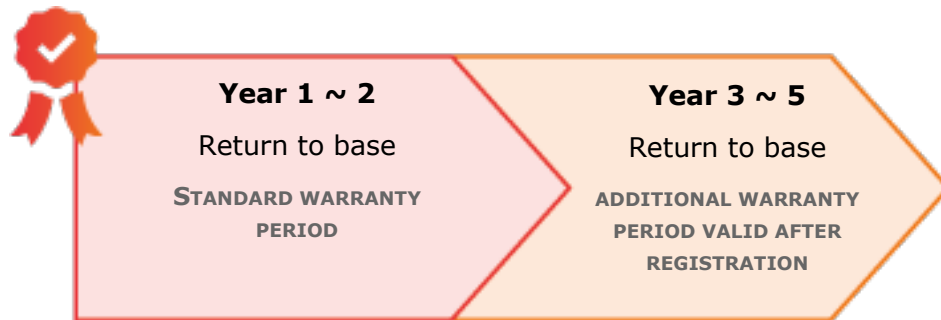 Year 1 ~ 2
Return to base
STANDARD WARRANTY
PERIOD
Year 3 ~ 5
Return to base
ADDITIONAL WARRANTY
PERIOD VALID AFTER
REGISTRATION